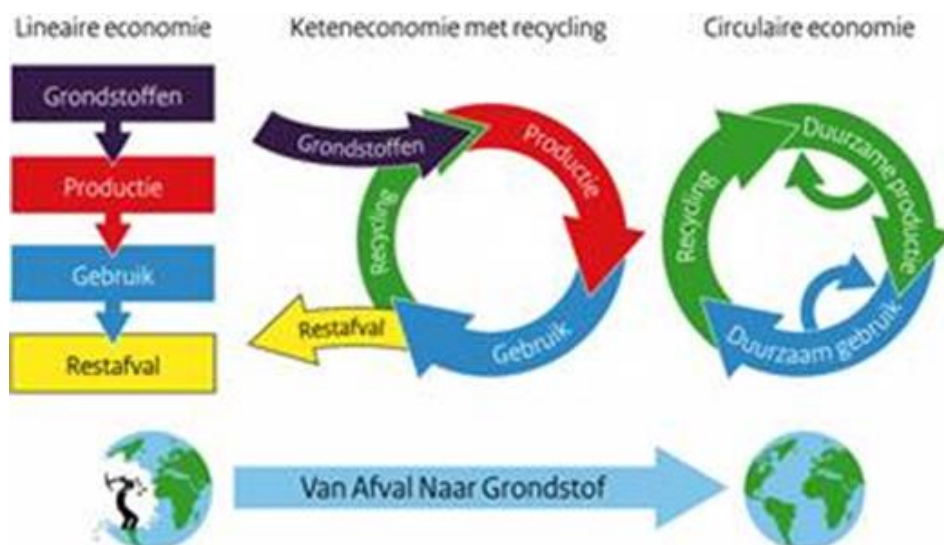 Lineaire economie
Grondstoffen
Productie
Gebruik
Restafval
Keteneconomie met recycling
Grondstoffen
Productie
Gebruik
Recycling
Restafval
Circulaire economie
Duurzame productie
Duurzaam gebruik
Recycling
Van Afval Naar Grondstof